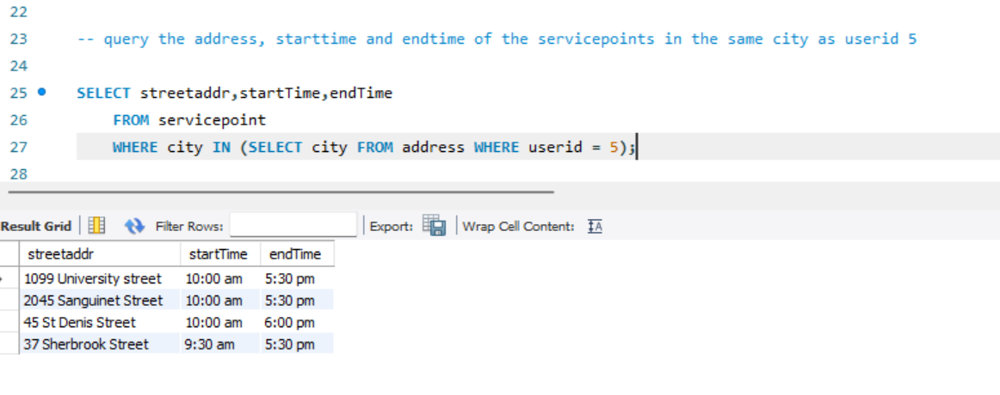 22
23 -- query the address, starttime and endtime of the servicepoints in the same city as userid 5
24
25 SELECT streetaddr,startTime,endTime
26 FROM servicepoint
27 WHERE city IN (SELECT city FROM address WHERE userid = 5);
28
Result Grid Filter Rows: Export: Wrap Cell Content: IA
streetaddr startTime endTime
1099 University street 10:00 am 5:30 pm
2045 Sanguinet Street 10:00 am 5:30 pm
45 St Denis Street 10:00 am 6:00 pm
37 Sherbrook Street 9:30 am 5:30 pm